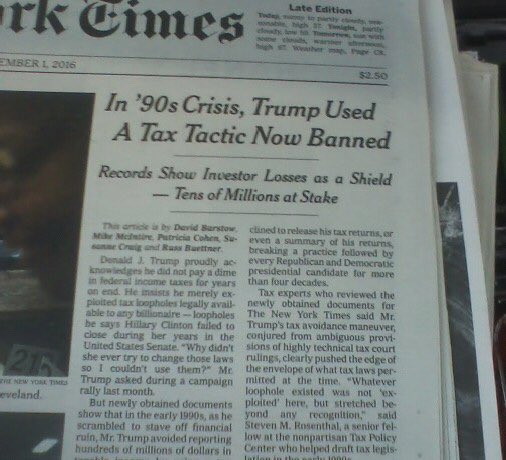 rk Times
Late Edition
Today,
high 57. Tonight, partly
cloudy, low 50. Tomorrow, sun with
some clouds, warmer afternoon,
high 67. Weather map, Page C8.
EMBER 1, 2016
$2.50
In '90s Crisis, Trump Used
A Tax Tactic Now Banned
Records Show Investor Losses as a Shield
— Tens of Millions at Stake
This article is by David Barstow,
Mike McIntire, Patricia Cohen, Su-
sanne Craig and Russ Buettner.
Donald J. Trump proudly ac-
knowledges he did not pay a dime
in federal income taxes for years
on end. He insists he merely ex-
ploited tax loopholes legally avail-
able to any billionaire — loopholes
he says Hillary Clinton failed to
close during her years in the
United States Senate. "Why didn't
she ever try to change those laws
so I couldn't use them?" Mr.
Trump asked during a campaign
rally last month.
But newly obtained documents
show that in the early 1990s, as he
scrambled to stave off financial
ruin, Mr. Trump avoided reporting
hundreds of millions of dollars in
clined to release his tax returns, or
even a summary of his returns,
breaking a practice followed by
every Republican and Democratic
presidential candidate for more
than four decades.
Tax experts who reviewed the
newly obtained documents for
The New York Times said Mr.
Trump's tax avoidance maneuver,
conjured from ambiguous provi-
sions of highly technical tax court
rulings, clearly pushed the edge of
the envelope of what tax laws per-
mitted at the time. "Whatever
loophole existed was not 'ex-
ploited' here, but stretched be-
yond any recognition," said
Steven M. Rosenthal, a senior fel-
low at the nonpartisan Tax Policy
Center who helped draft tax legis-
lation in the early 1990s.
THE NEW YORK TIMES
eveland.